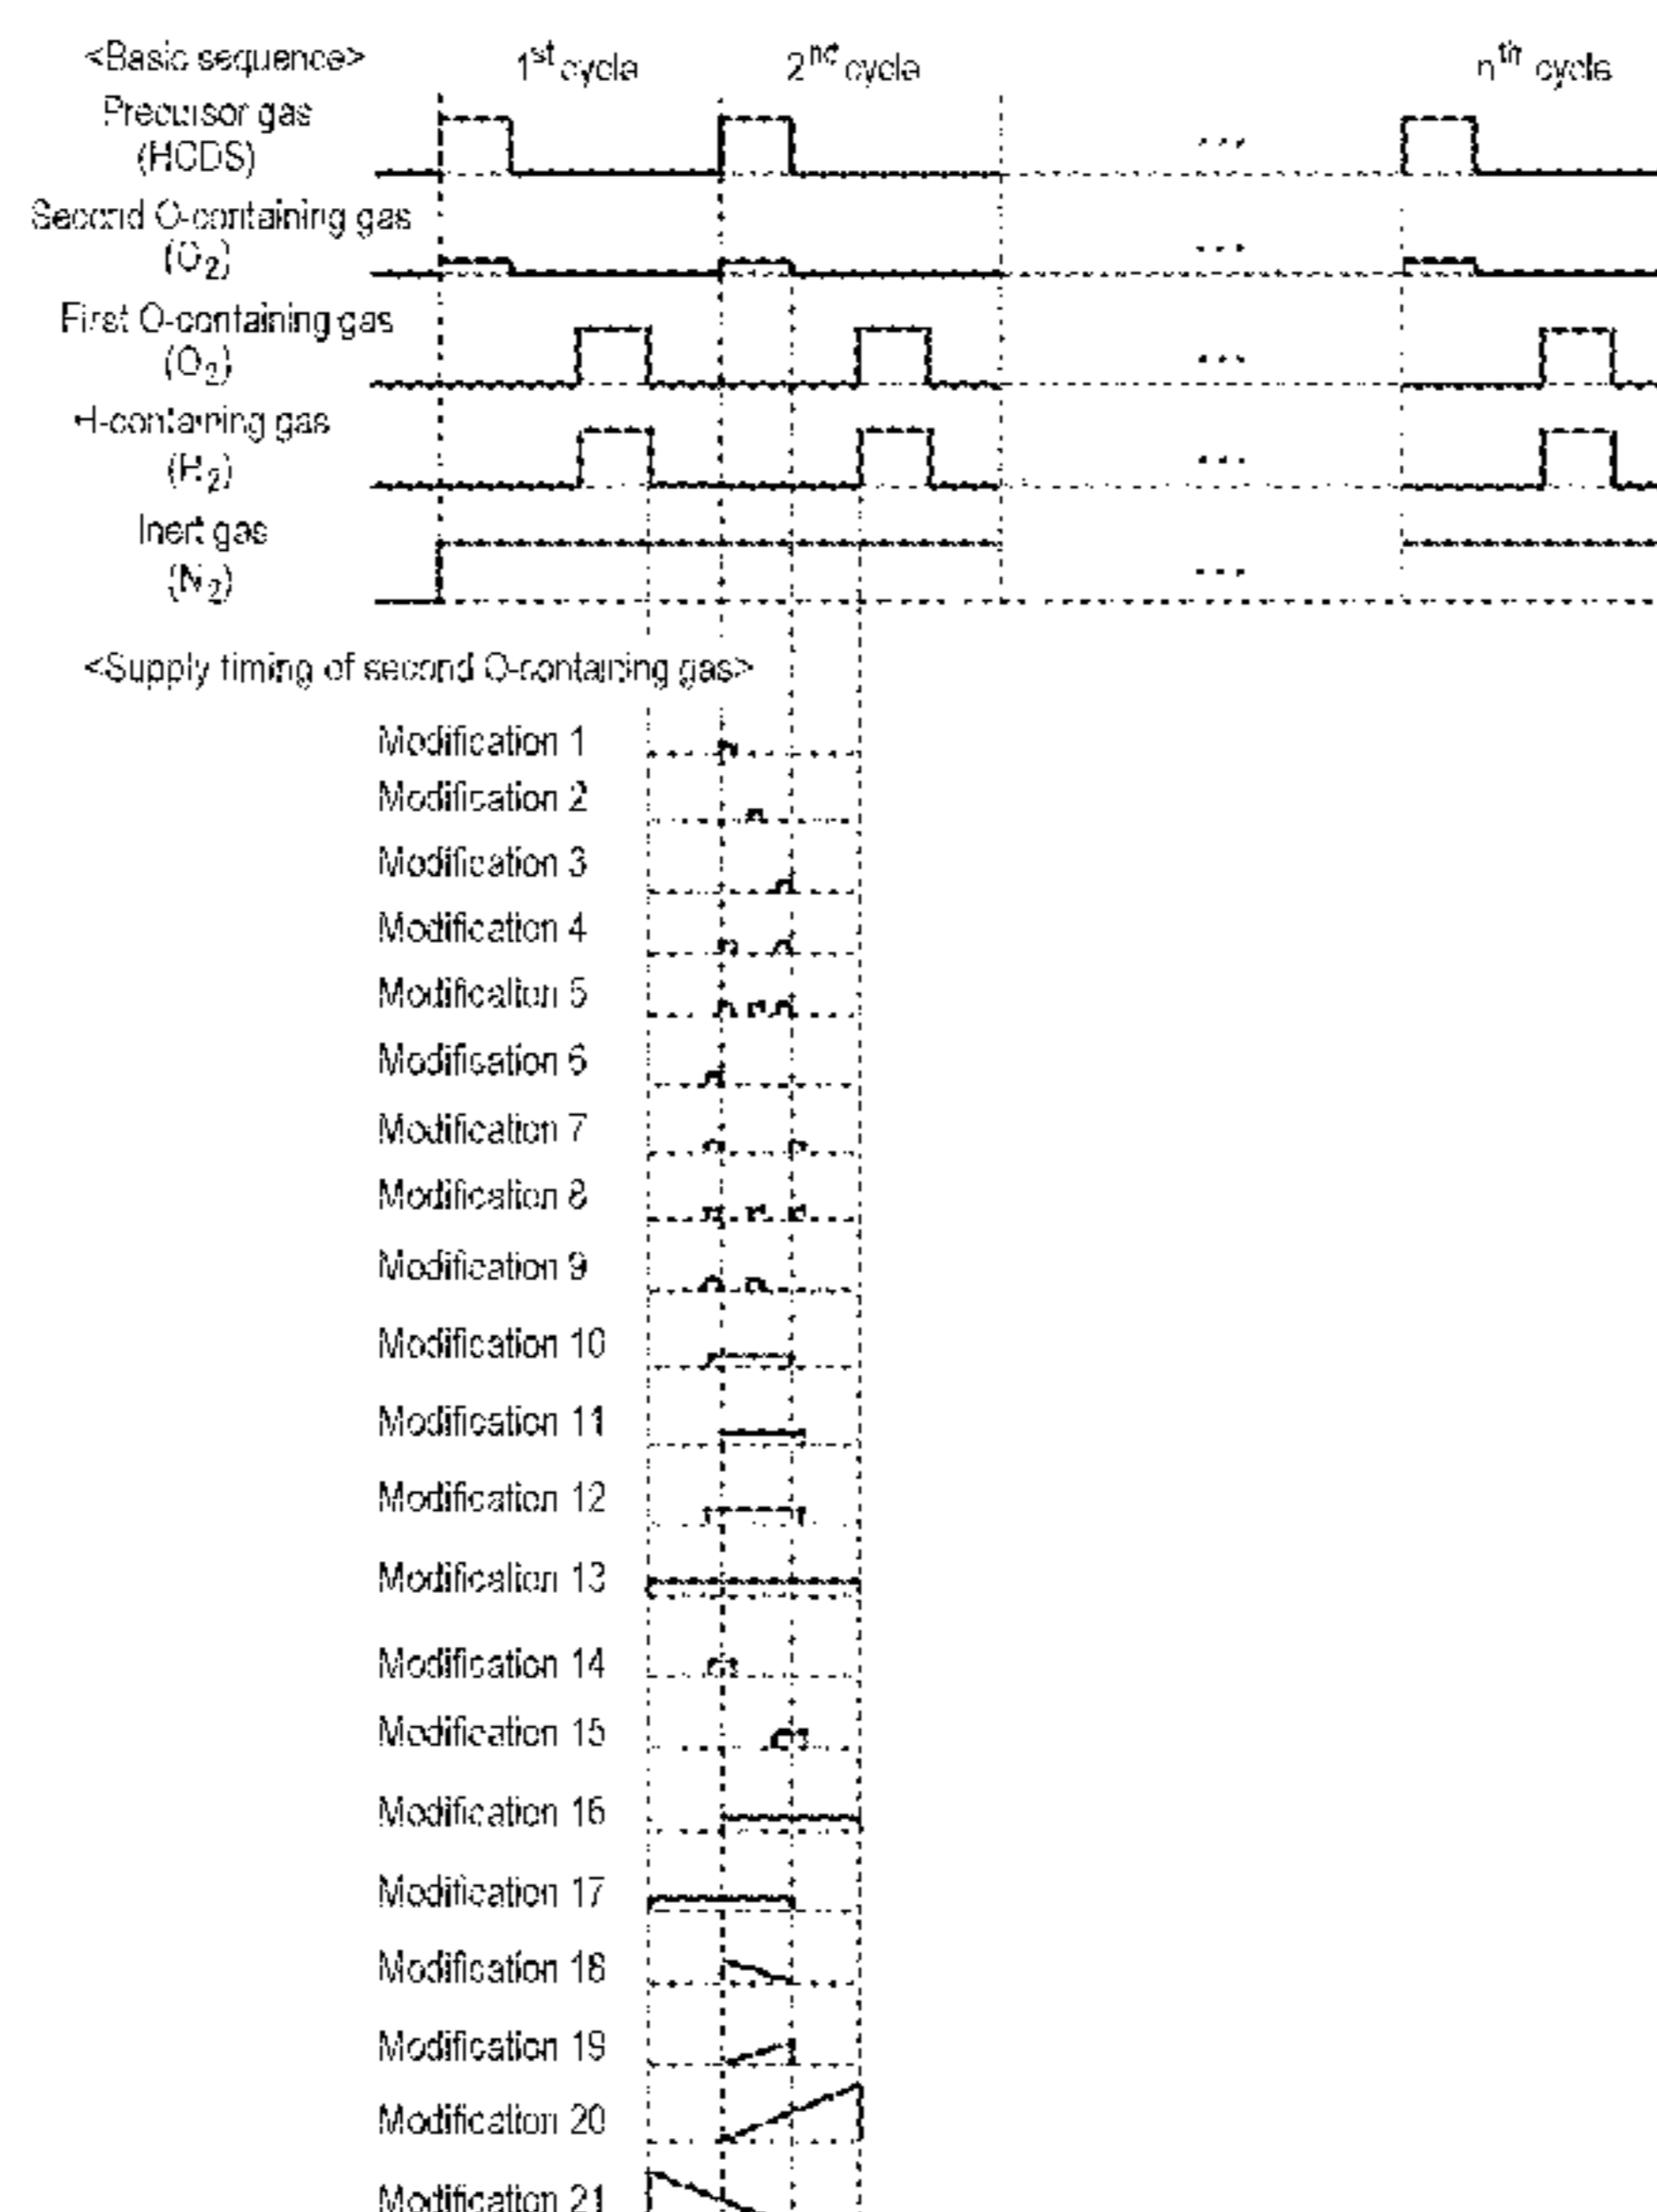 <Basic sequence>
1st cycle
2nd cycle
nth cycle
Precursor gas
(HCDS)
...
Second O-containing gas
(O2)
...
First O-containing gas
(O2)
...
H-containing gas
(H2)
...
Inert gas
(N2)
...
<Supply timing of second O-containing gas>
Modification 1
Modification 2
Modification 3
Modification 4
Modification 5
Modification 6
Modification 7
Modification 8
Modification 9
Modification 10
Modification 11
Modification 12
Modification 13
Modification 14
Modification 15
Modification 16
Modification 17
Modification 18
Modification 19
Modification 20
Modification 21